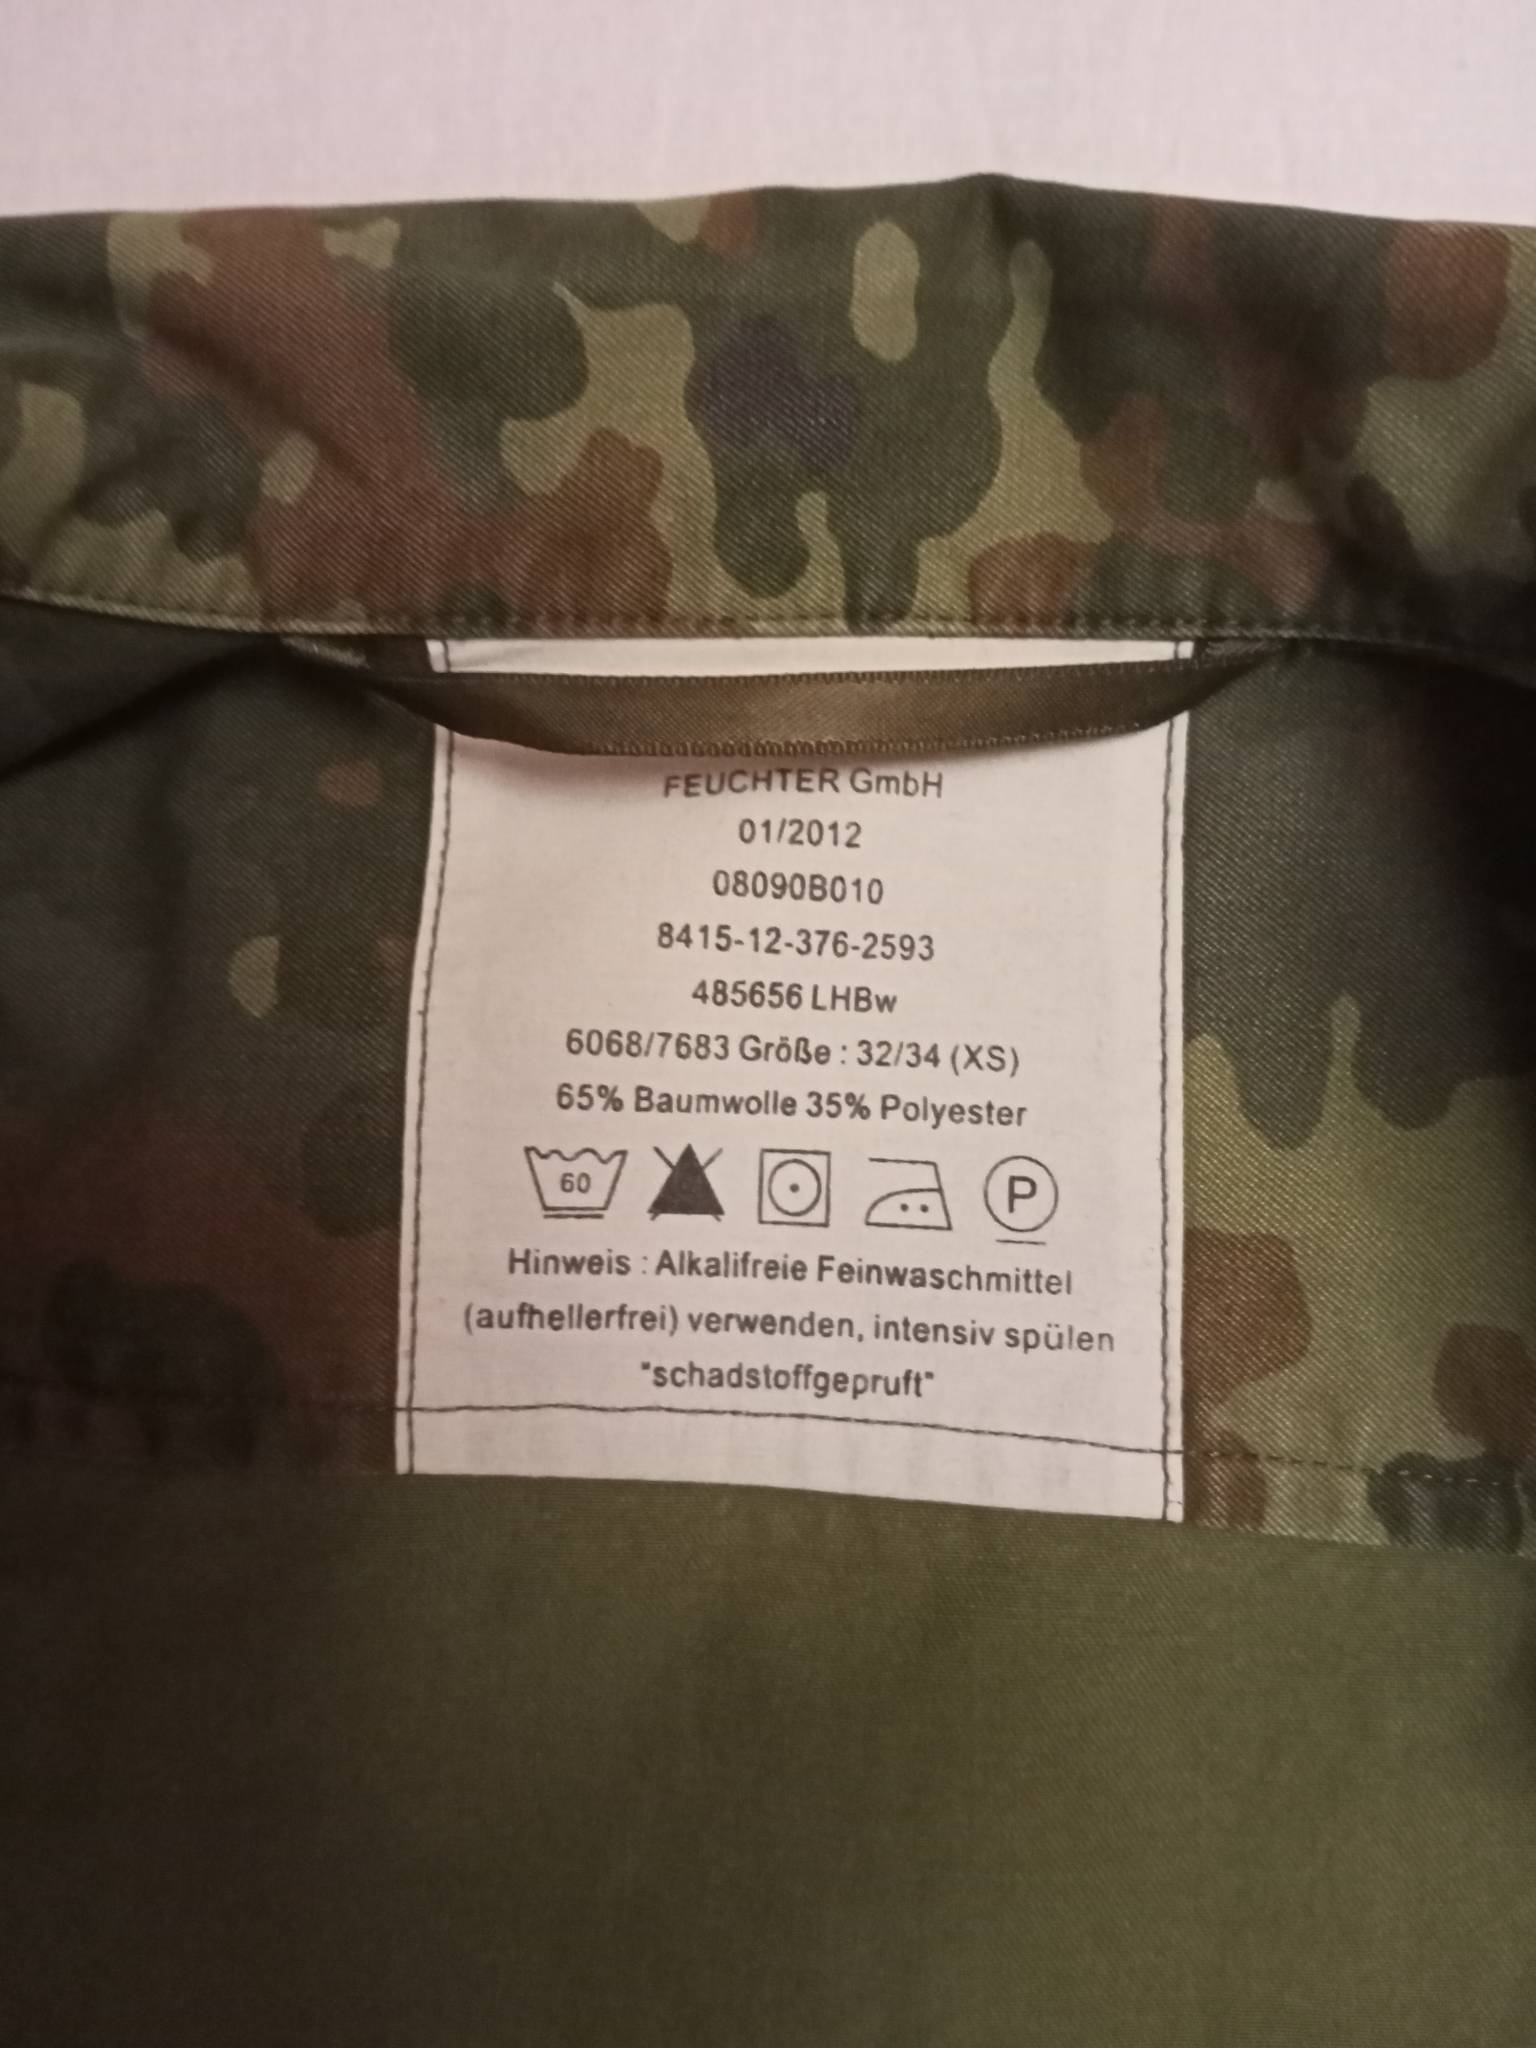 FEUCHTER GmbH
01/2012
08090B010
8415-12-376-2593
485656 LHBw
6068/7683 Größe : 32/34 (XS)
65% Baumwolle 35% Polyester
60 P
Hinweis : Alkalifreie Feinwaschmittel
(aufhellerfrei) verwenden, intensiv spülen
"schadstoffgepruft"